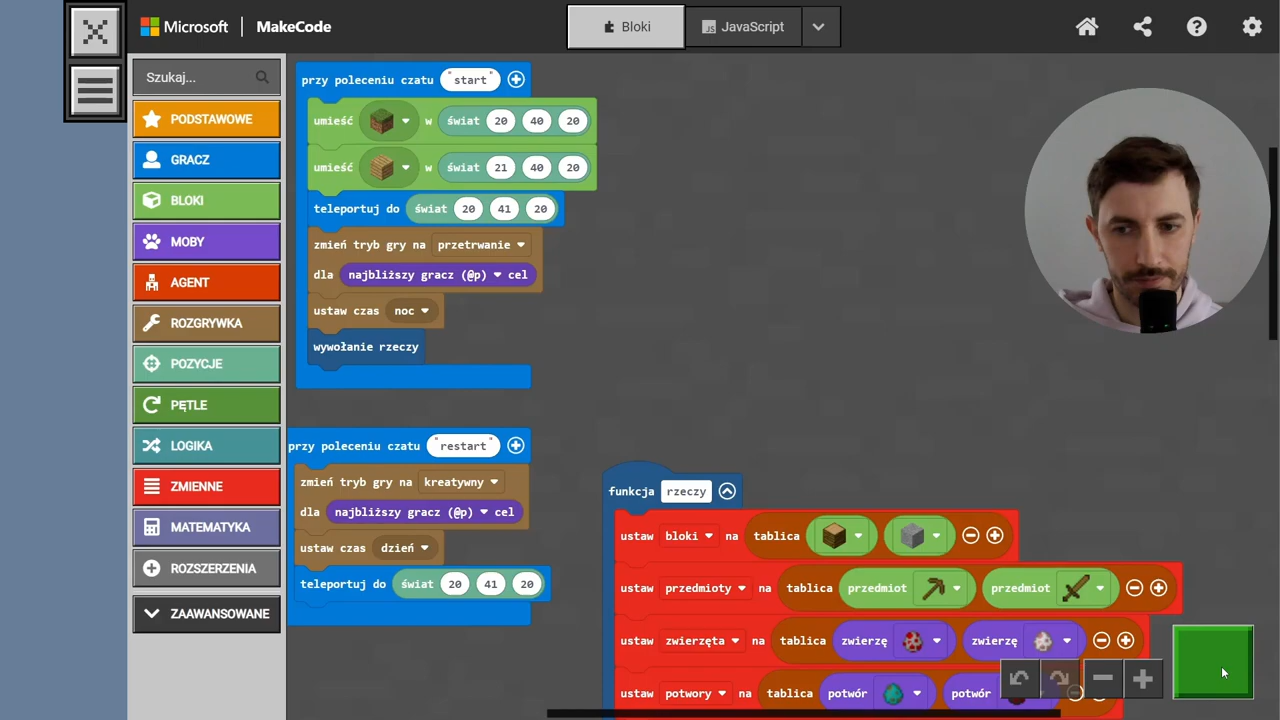 Microsoft | MakeCode
Bloki
JavaScript
Szukaj...
PODSTAWOWE
GRACZ
BLOKI
MOBY
AGENT
ROZGRYWKA
POZYCJE
PĘTLE
LOGIKA
ZMIENNE
MATEMATYKA
ROZSZERZENIA
ZAAWANSOWANE
przy poleceniu czatu "start"
umieść w świat 20 40 20
umieść w świat 21 40 20
teleportuj do świat 20 41 20
zmień tryb gry na przetrwanie
dla najbliższy gracz (@p) cel
ustaw czas noc
wywołanie rzeczy
przy poleceniu czatu "restart"
zmień tryb gry na kreatywny
dla najbliższy gracz (@p) cel
ustaw czas dzień
teleportuj do świat 20 41 20
funkcja rzeczy
ustaw bloki na tablica
ustaw przedmioty na tablica przedmiot przedmiot
ustaw zwierzęta na tablica zwierzę zwierzę
ustaw potwory na tablica potwór potwór